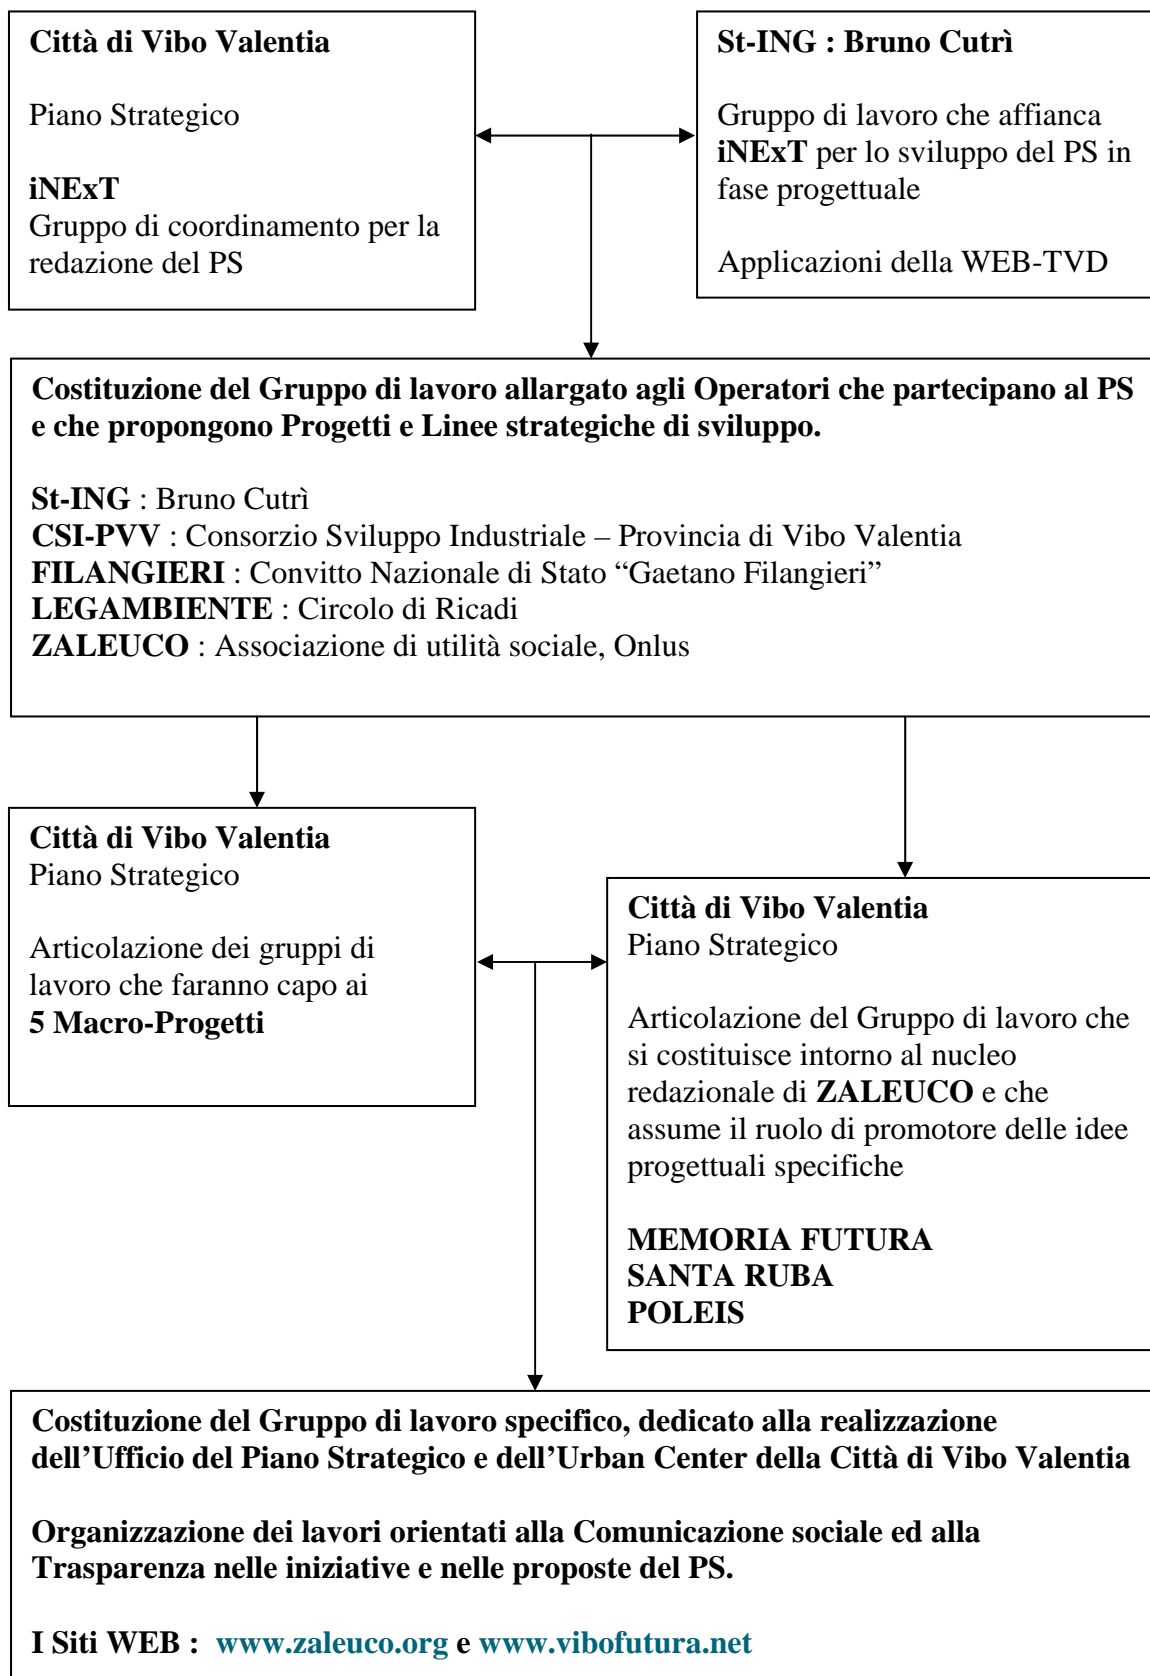 Città di Vibo Valentia
Piano Strategico
iNExT
Gruppo di coordinamento per la
redazione del PS
St-ING : Bruno Cutrì
Gruppo di lavoro che affianca
iNExT per lo sviluppo del PS in
fase progettuale
Applicazioni della WEB-TVD
Costituzione del Gruppo di lavoro allargato agli Operatori che partecipano al PS
e che propongono Progetti e Linee strategiche di sviluppo.
St-ING : Bruno Cutrì
CSI-PVV : Consorzio Sviluppo Industriale – Provincia di Vibo Valentia
FILANGIERI : Convitto Nazionale di Stato “Gaetano Filangieri”
LEGAMBIENTE : Circolo di Ricadi
ZALEUCO : Associazione di utilità sociale, Onlus
Città di Vibo Valentia
Piano Strategico
Articolazione dei gruppi di
lavoro che faranno capo ai
5 Macro-Progetti
Città di Vibo Valentia
Piano Strategico
Articolazione del Gruppo di lavoro che
si costituisce intorno al nucleo
redazionale di ZALEUCO e che
assume il ruolo di promotore delle idee
progettuali specifiche
MEMORIA FUTURA
SANTA RUBA
POLEIS
Costituzione del Gruppo di lavoro specifico, dedicato alla realizzazione
dell’Ufficio del Piano Strategico e dell’Urban Center della Città di Vibo Valentia
Organizzazione dei lavori orientati alla Comunicazione sociale ed alla
Trasparenza nelle iniziative e nelle proposte del PS.
I Siti WEB : www.zaleuco.org e www.vibofutura.net